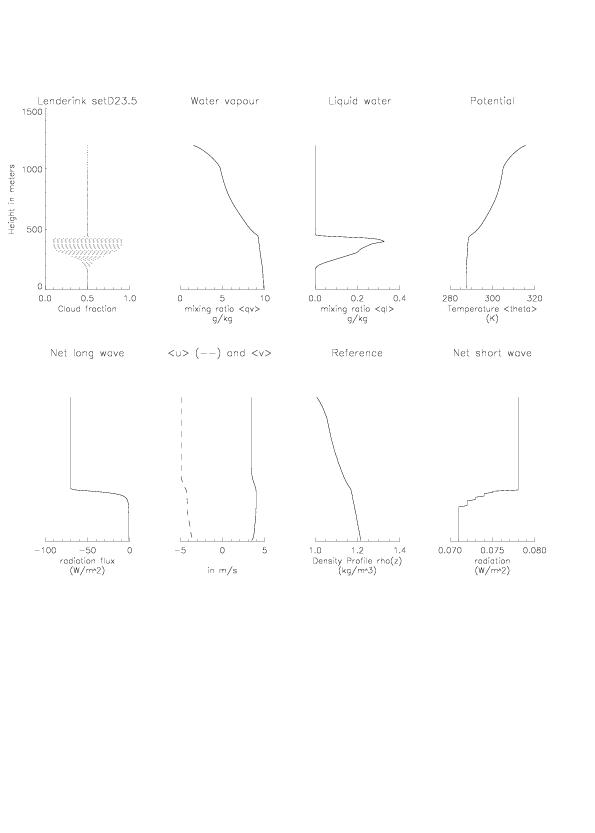 Lenderink setD23.5 Water vapour Liquid water Potential
1500
1000
500
0
Height in meters
0.0 0.5 1.0 0 5 10 0.0 0.2 0.4 280 300 320
Cloud fraction mixing ratio <qv> mixing ratio <ql> Temperature <theta>
g/kg g/kg (K)
Net long wave <u> (--) and <v> Reference Net short wave
-100 -50 0 -5 0 5 1.0 1.2 1.4 0.070 0.075 0.080
radiation flux in m/s Density Profile rho(z) radiation
(W/m^2) (kg/m^3) (W/m^2)